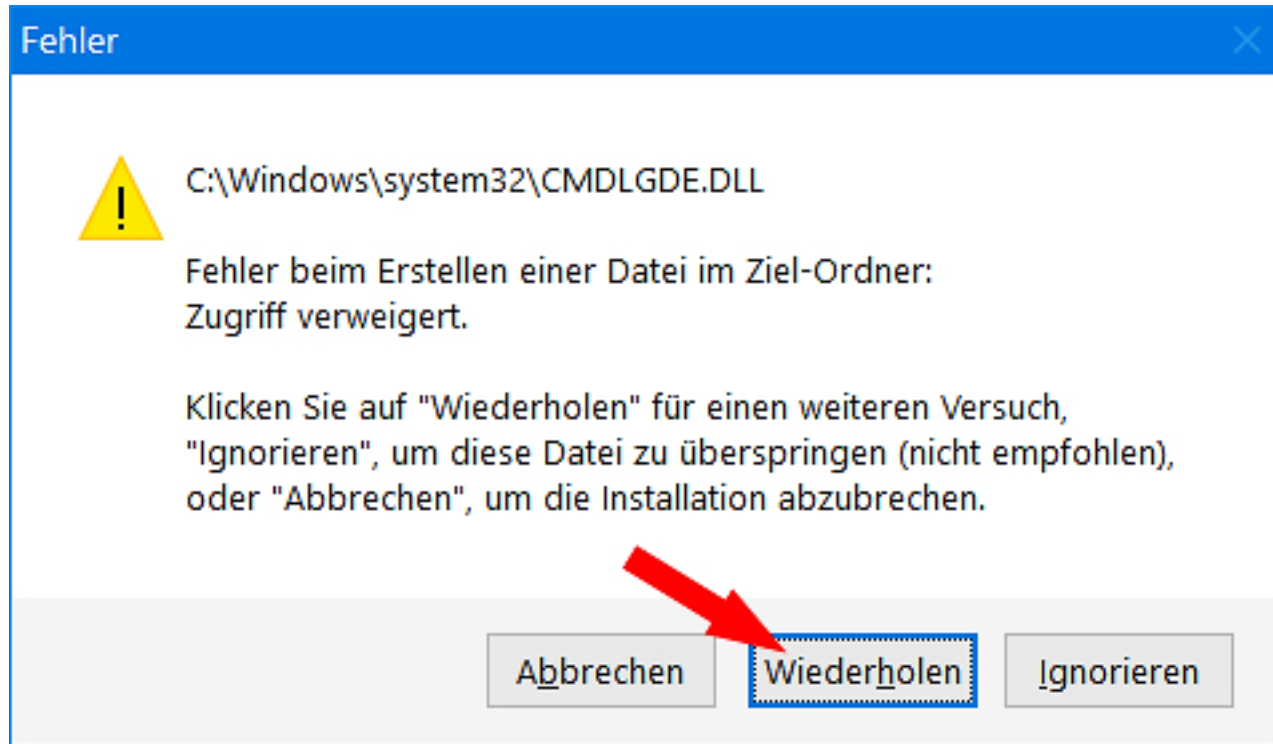 Fehler
C:\Windows\system32\CMDLGDE.DLL
Fehler beim Erstellen einer Datei im Ziel-Ordner:
Zugriff verweigert.
Klicken Sie auf "Wiederholen" für einen weiteren Versuch,
"Ignorieren", um diese Datei zu überspringen (nicht empfohlen),
oder "Abbrechen", um die Installation abzubrechen.
Abbrechen Wiederholen Ignorieren